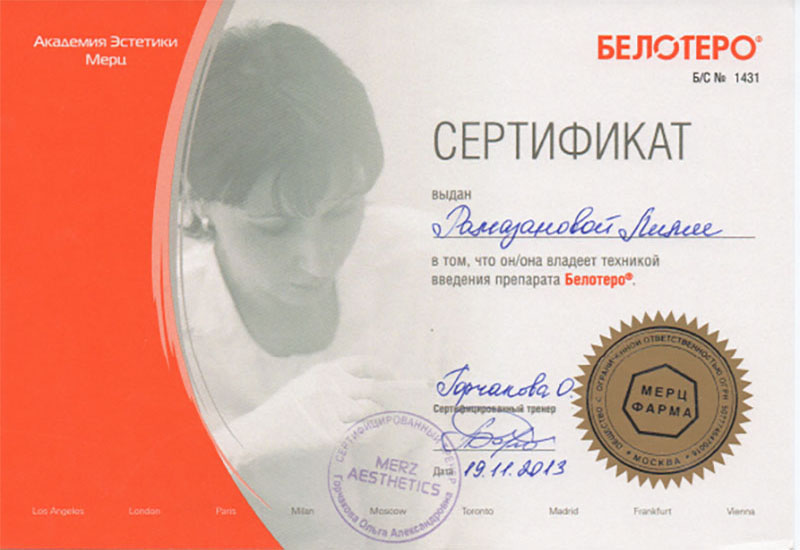 Академия Эстетики
Мерц
БЕЛОТЕРО®
Б/С № 1431
СЕРТИФИКАТ
выдан
Рамазановой Лилии
в том, что он/она владеет техникой
введения препарата Белотеро®.
Горчакова О.
Сертифицированный тренер
Дата 19.11.2013
СЕРТИФИЦИРОВАННЫЙ ТРЕНЕР
MERZ
AESTHETICS
Горчакова Ольга Александровна
ОБЩЕСТВО С ОГРАНИЧЕННОЙ ОТВЕТСТВЕННОСТЬЮ ОГРН
МЕРЦ
ФАРМА
МОСКВА
Los Angeles London Paris Milan Moscow Toronto Madrid Frankfurt Vienna